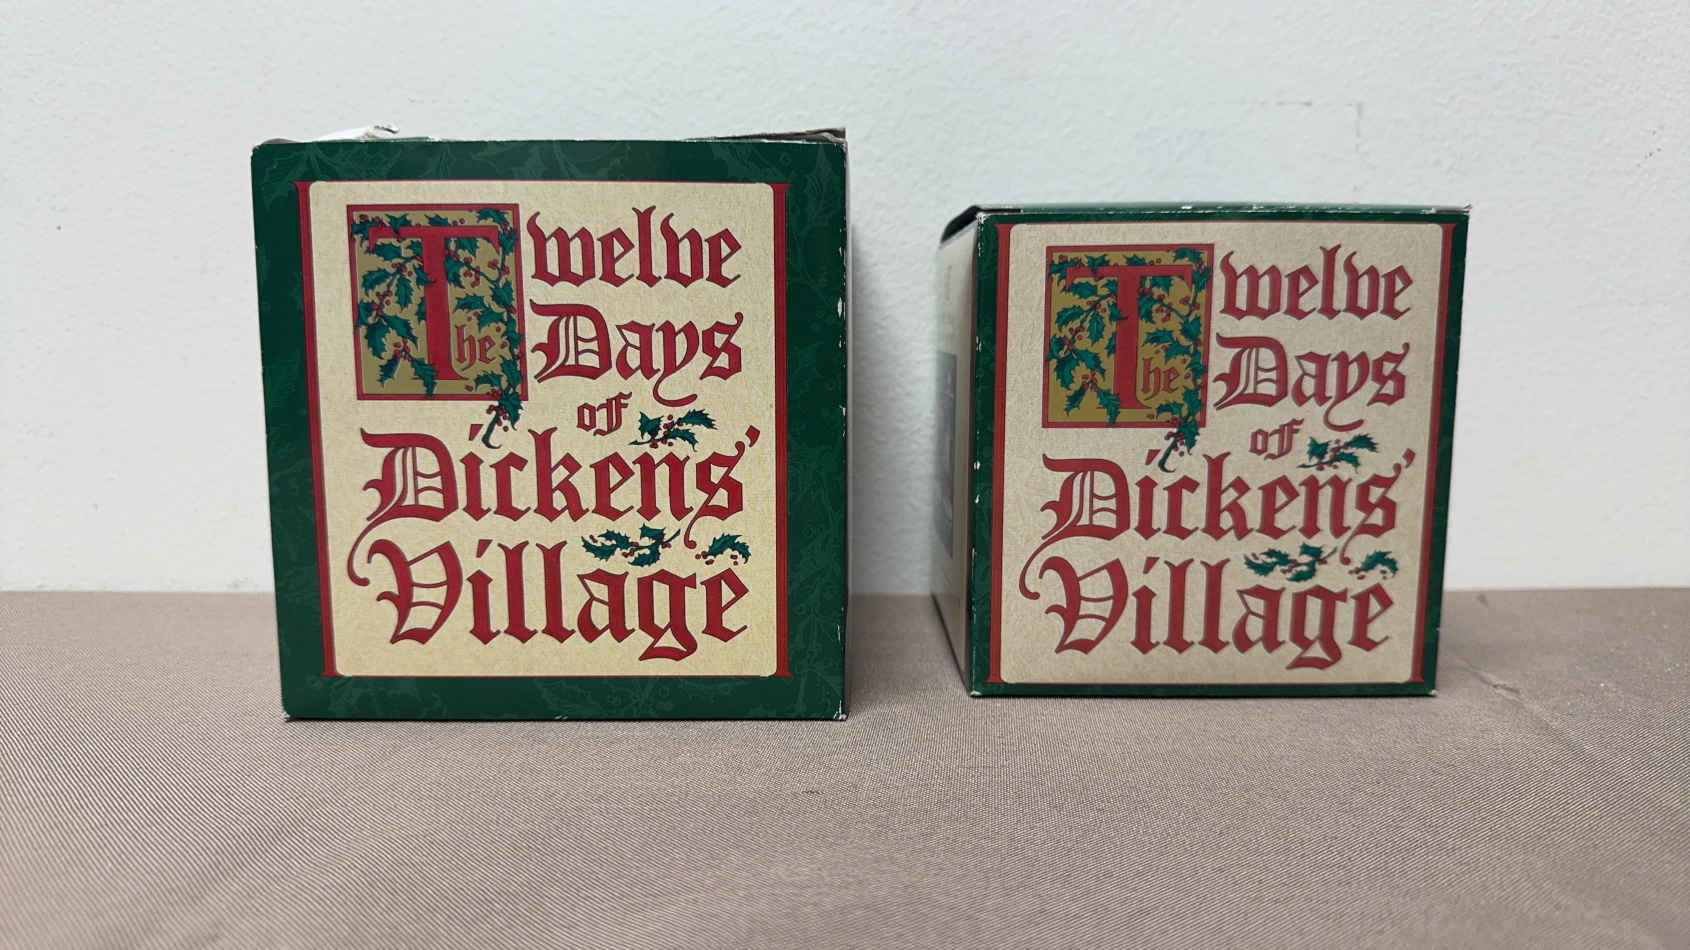 The Twelve
Days
of
Dickens'
Village
The Twelve
Days
of
Dickens'
Village